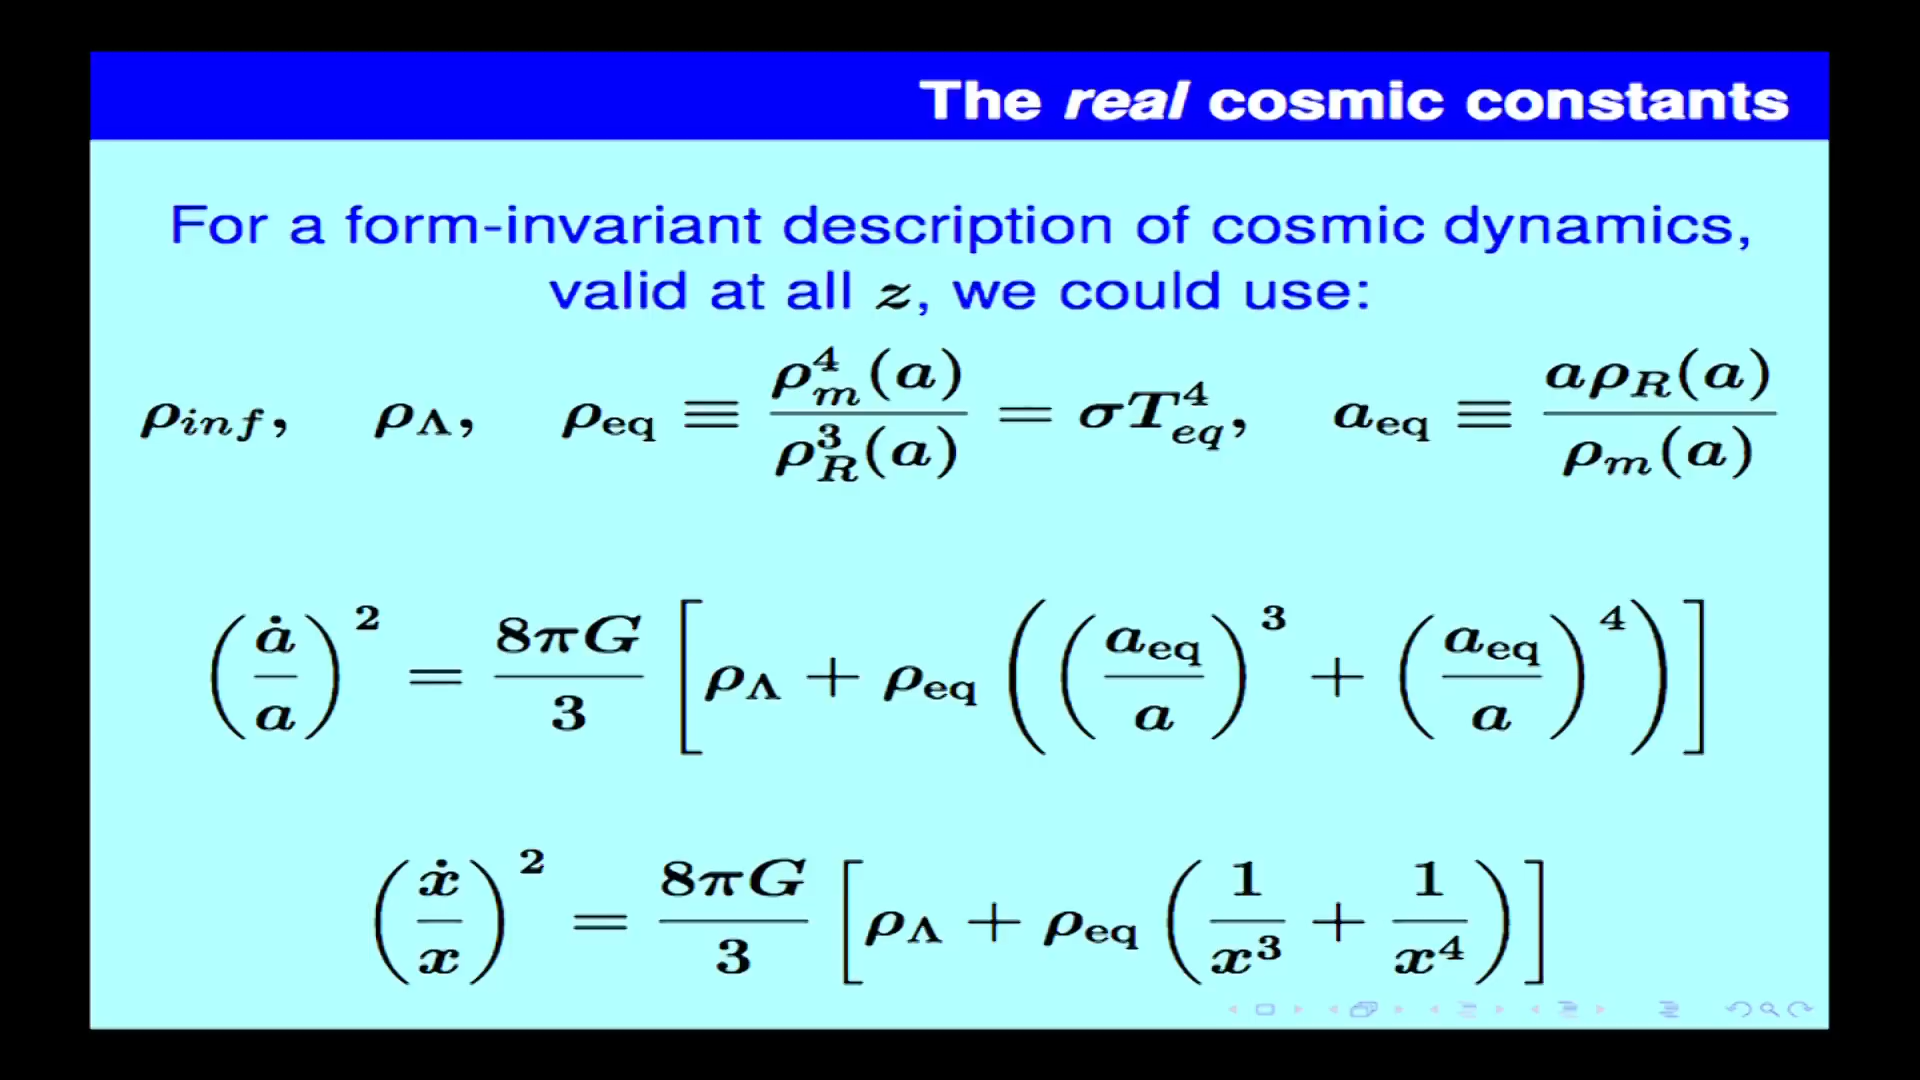 The real cosmic constants
For a form-invariant description of cosmic dynamics,
valid at all z, we could use:
ρ_inf, ρ_Λ, ρ_eq ≡ ρ_m^4(a) / ρ_R^3(a) = σT_eq^4, a_eq ≡ aρ_R(a) / ρ_m(a)
(ȧ/a)^2 = 8πG/3 [ρ_Λ + ρ_eq ((a_eq/a)^3 + (a_eq/a)^4)]
(ẋ/x)^2 = 8πG/3 [ρ_Λ + ρ_eq (1/x^3 + 1/x^4)]